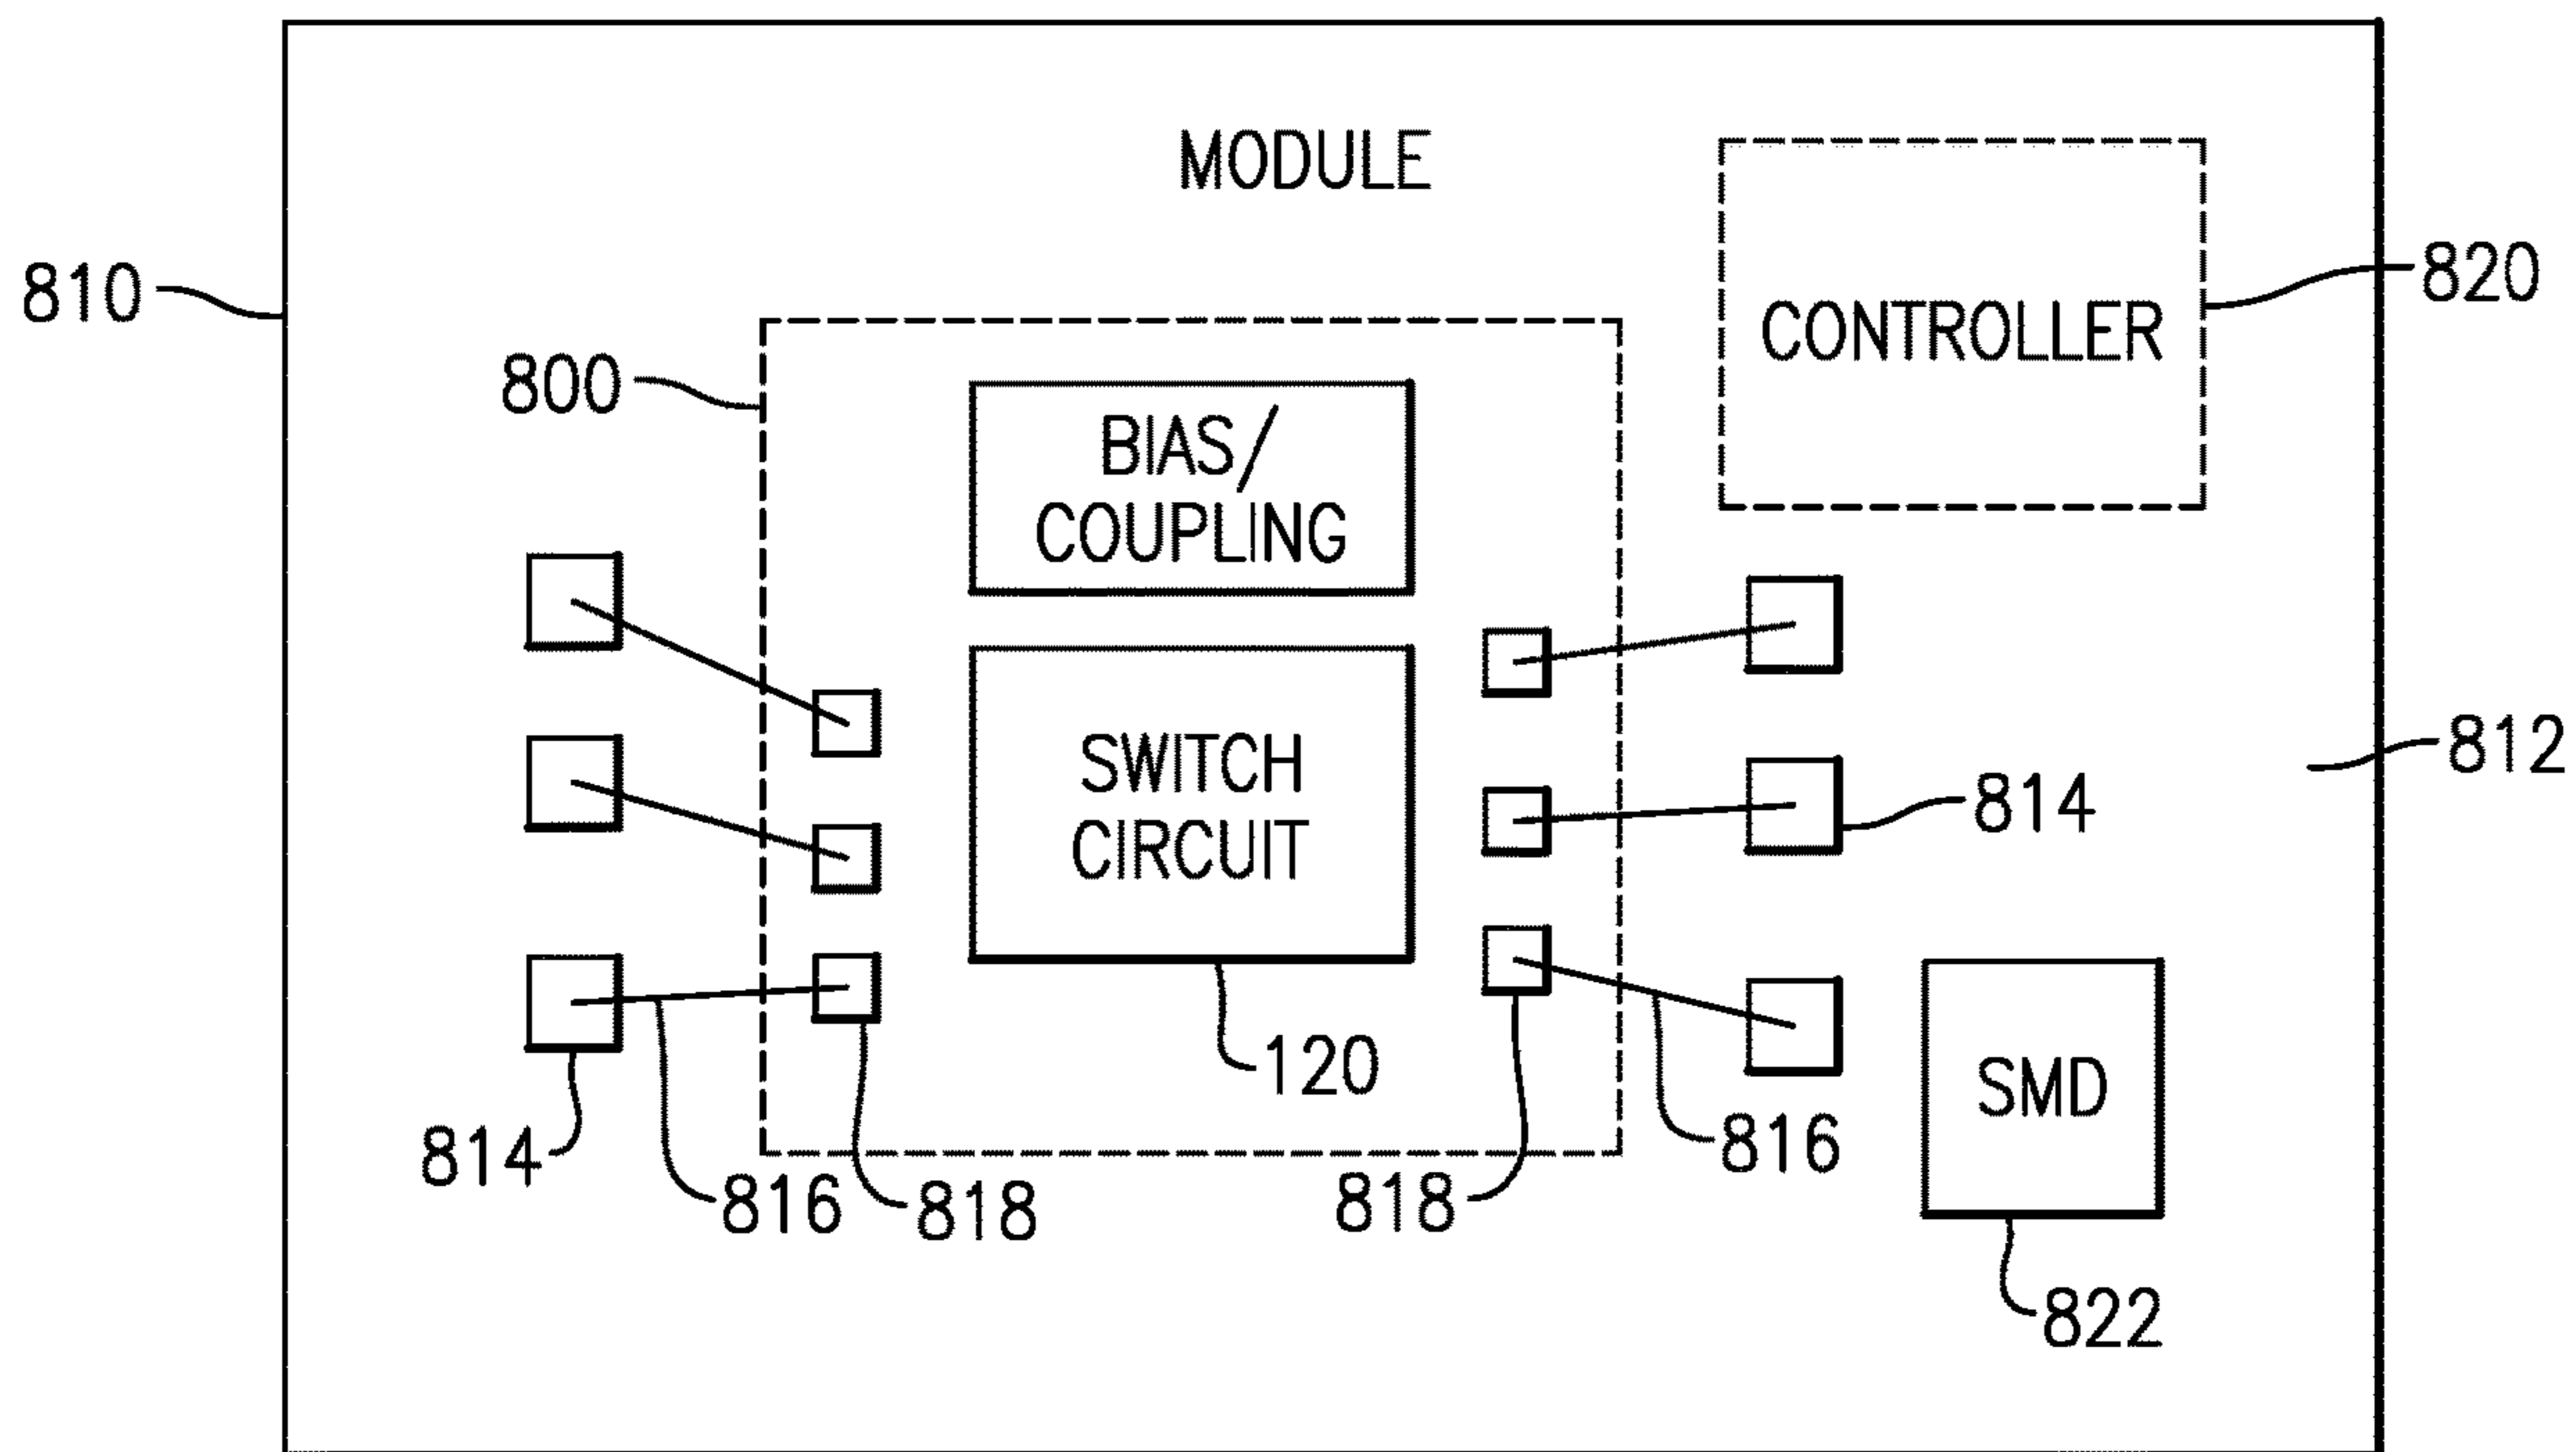 MODULE
810
820
CONTROLLER
800
BIAS/
COUPLING
812
SWITCH
CIRCUIT
814
120
SMD
814
816
816
818
818
822